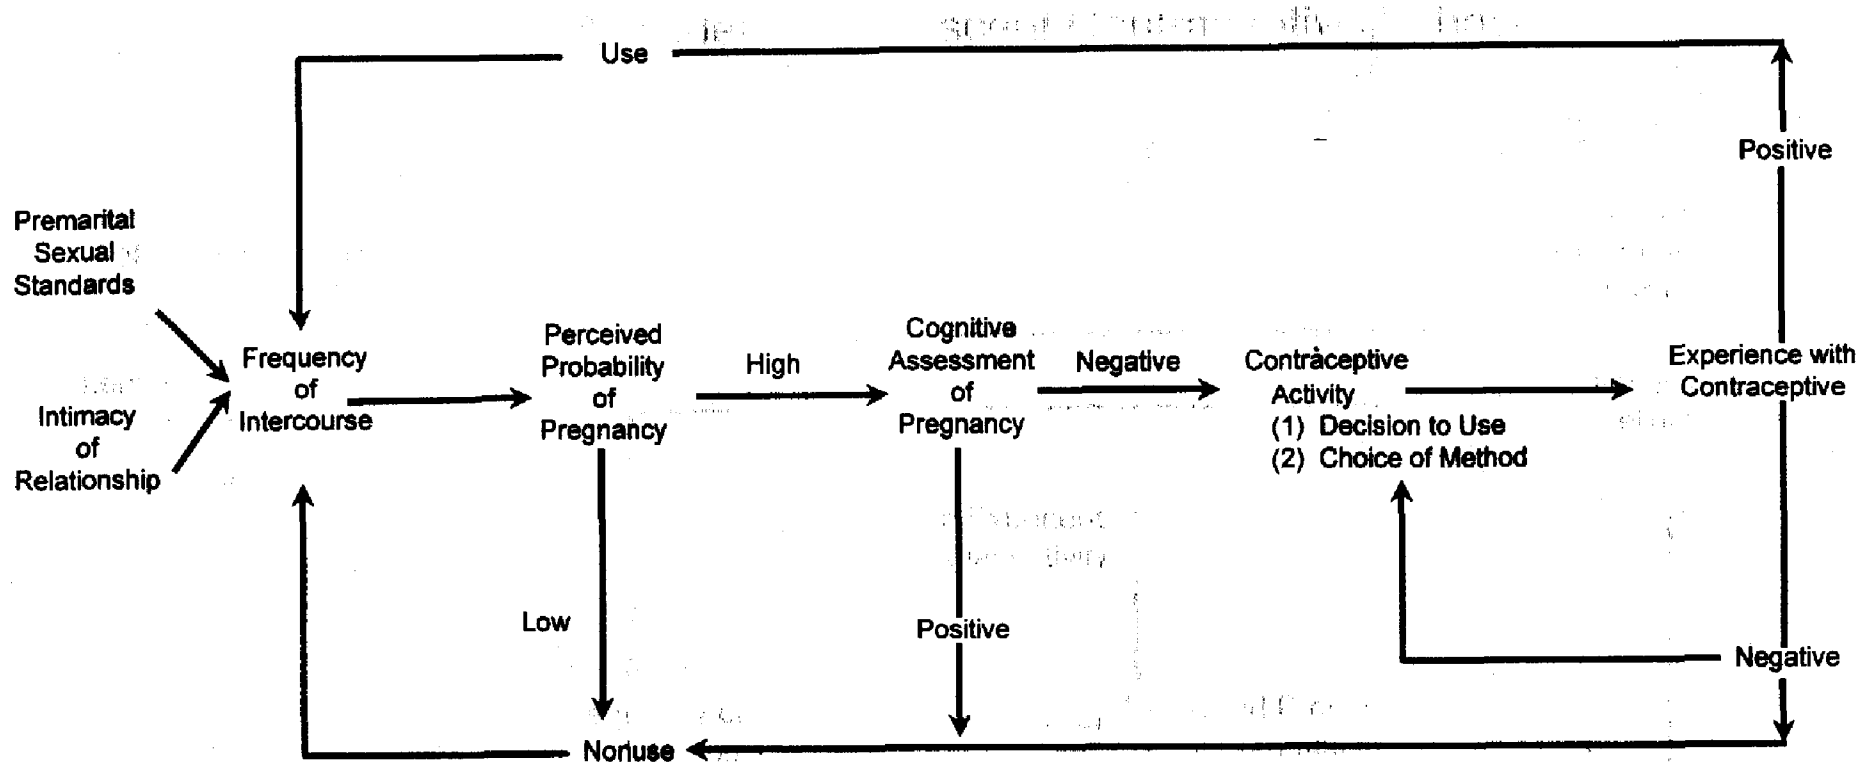 Use
Positive
Premarital
Sexual
Standards
Intimacy
of
Relationship
Frequency
of
Intercourse
Perceived
Probability
of
Pregnancy
High
Cognitive
Assessment
of
Pregnancy
Negative
Contraceptive
Activity
(1) Decision to Use
(2) Choice of Method
Experience with
Contraceptive
Low
Positive
Negative
Nonuse